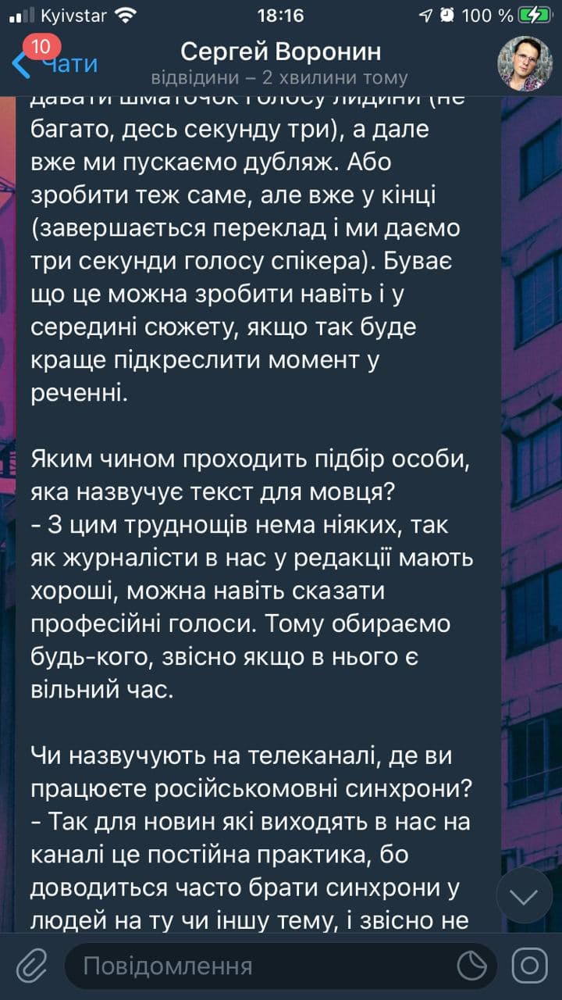 Kyivstar 18:16 100 %
10
Чати
Сергей Воронин
відвідини – 2 хвилини тому
давати шматочок голосу лидини (не
багато, десь секунду три), а дале
вже ми пускаємо дубляж. Або
зробити теж саме, але вже у кінці
(завершається переклад і ми даємо
три секунди голосу спікера). Буває
що це можна зробити навіть і у
середині сюжету, якщо так буде
краще підкреслити момент у
реченні.
Яким чином проходить підбір особи,
яка назвучує текст для мовця?
- З цим труднощів нема ніяких, так
як журналісти в нас у редакції мають
хороші, можна навіть сказати
професійні голоси. Тому обираємо
будь-кого, звісно якщо в нього є
вільний час.
Чи назвучують на телеканалі, де ви
працюєте російськомовні синхрони?
- Так для новин які виходять в нас на
каналі це постійна практика, бо
доводиться часто брати синхрони у
людей на ту чи іншу тему, і звісно не
Повідомлення